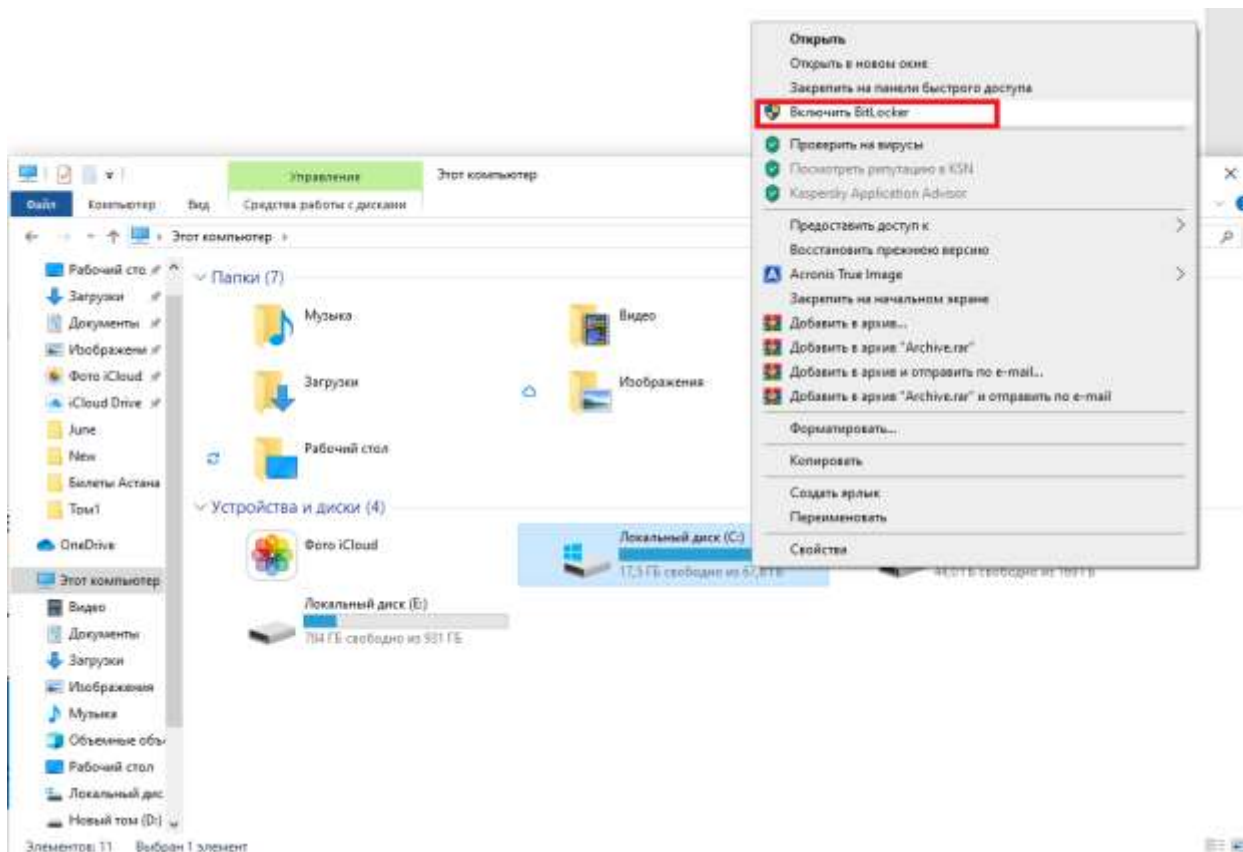 Открыть
Открыть в новом окне
Закрепить на панели быстрого доступа
Включить BitLocker
Проверить на вирусы
Посмотреть репутацию в KSN
Kaspersky Application Advisor
Предоставить доступ к
Восстановить прежнюю версию
Acronis True Image
Закрепить на начальном экране
Добавить в архив...
Добавить в архив "Archive.rar"
Добавить в архив и отправить по e-mail...
Добавить в архив "Archive.rar" и отправить по e-mail
Форматировать...
Копировать
Создать ярлык
Переименовать
Свойства
Управление
Этот компьютер
Файл
Компьютер
Вид
Средства работы с дисками
Этот компьютер
Рабочий сто
Загрузки
Документы
Изображени
Фото iCloud
iCloud Drive
June
New
Билеты Астана
Том1
OneDrive
Этот компьютер
Видео
Документы
Загрузки
Изображения
Музыка
Объемные объ
Рабочий стол
Локальный дис
Новый том (D:)
Папки (7)
Музыка
Видео
Загрузки
Изображения
Рабочий стол
Устройства и диски (4)
Фото iCloud
Локальный диск (C:)
17,5 ГБ свободно из
Локальный диск (E:)
784 ГБ свободно из 931 ГБ
Элементов: 11
Выбран 1 элемент